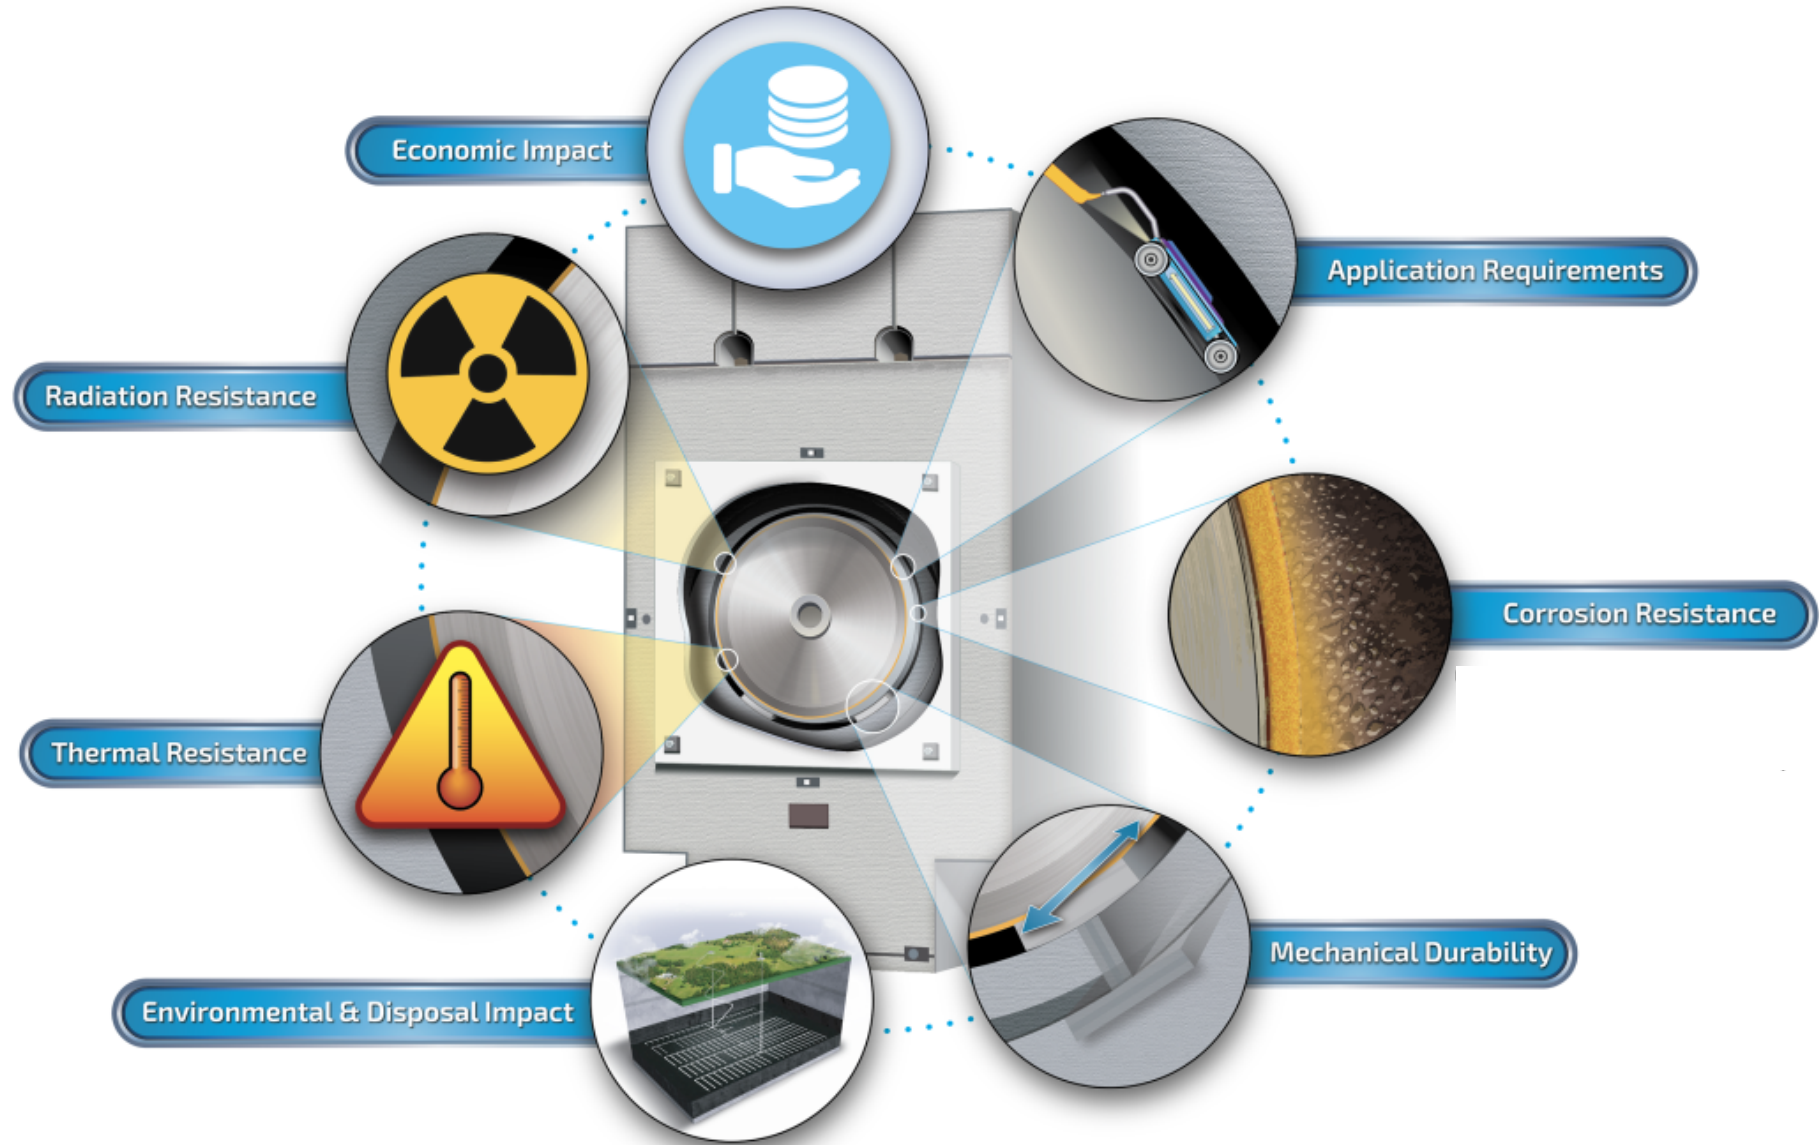 Economic Impact
Application Requirements
Radiation Resistance
Corrosion Resistance
Thermal Resistance
Mechanical Durability
Environmental & Disposal Impact